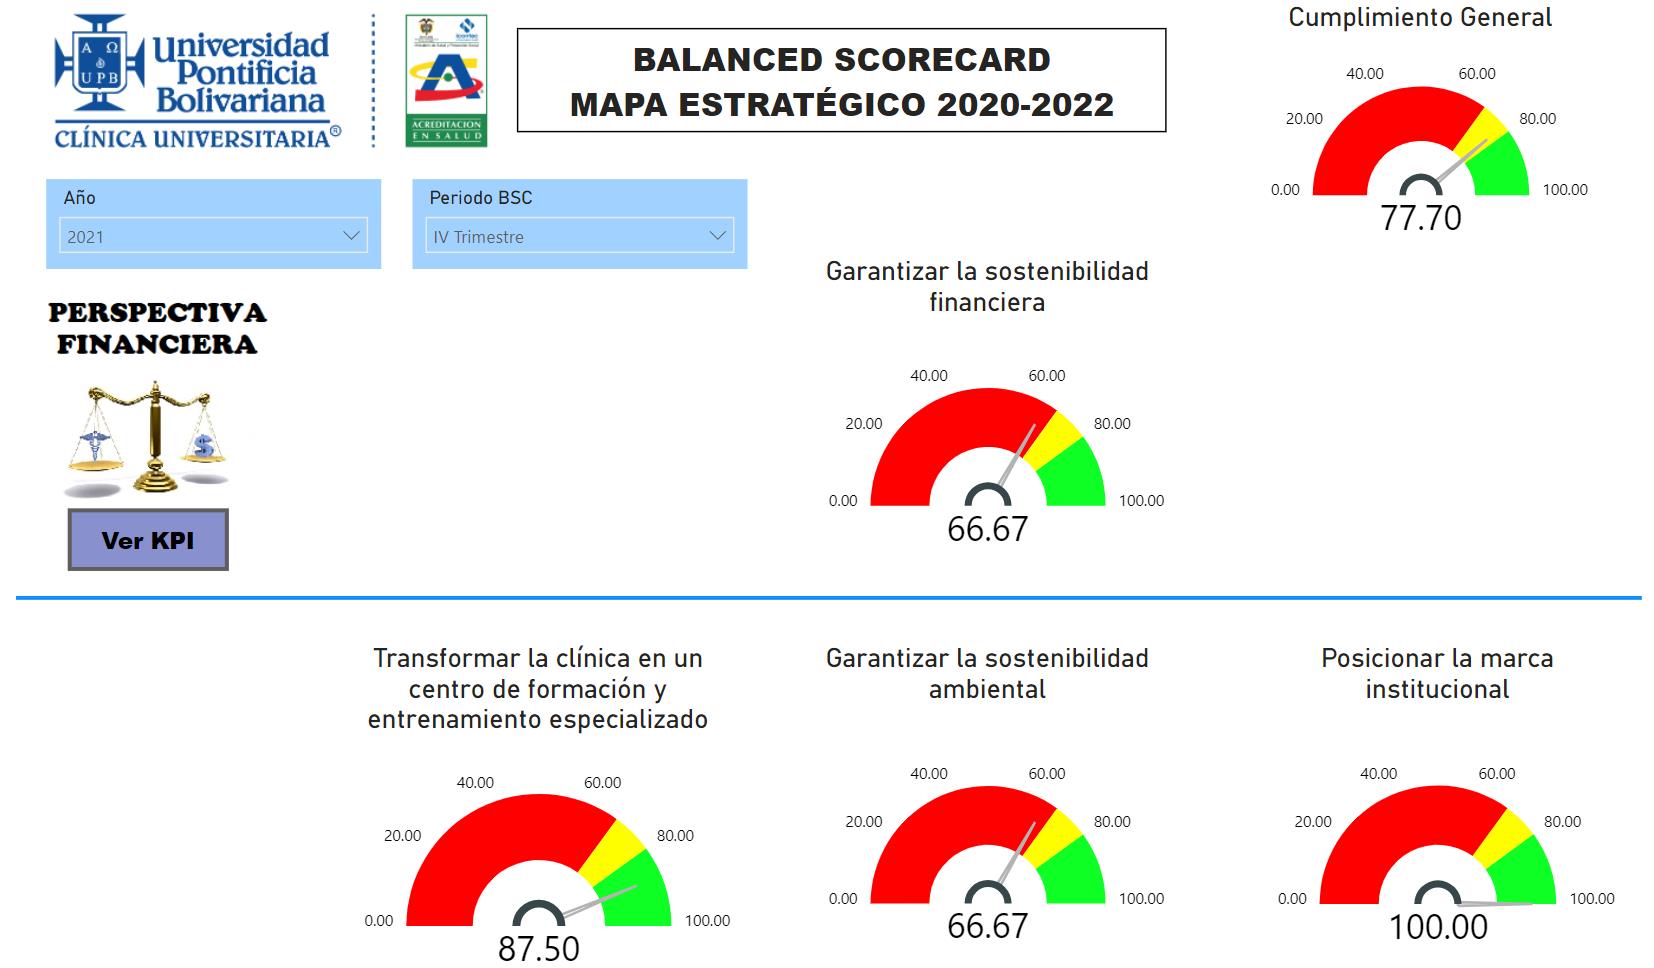 Universidad
Pontificia
Bolivariana
CLÍNICA UNIVERSITARIA®
Α Ω
UPB
icontec
ACREDITACION
EN SALUD
BALANCED SCORECARD
MAPA ESTRATÉGICO 2020-2022
Cumplimiento General
0.00
20.00
40.00
60.00
80.00
100.00
77.70
Año
2021
Periodo BSC
IV Trimestre
PERSPECTIVA
FINANCIERA
$
Ver KPI
Garantizar la sostenibilidad
financiera
0.00
20.00
40.00
60.00
80.00
100.00
66.67
Transformar la clínica en un
centro de formación y
entrenamiento especializado
0.00
20.00
40.00
60.00
80.00
100.00
87.50
Garantizar la sostenibilidad
ambiental
0.00
20.00
40.00
60.00
80.00
100.00
66.67
Posicionar la marca
institucional
0.00
20.00
40.00
60.00
80.00
100.00
100.00